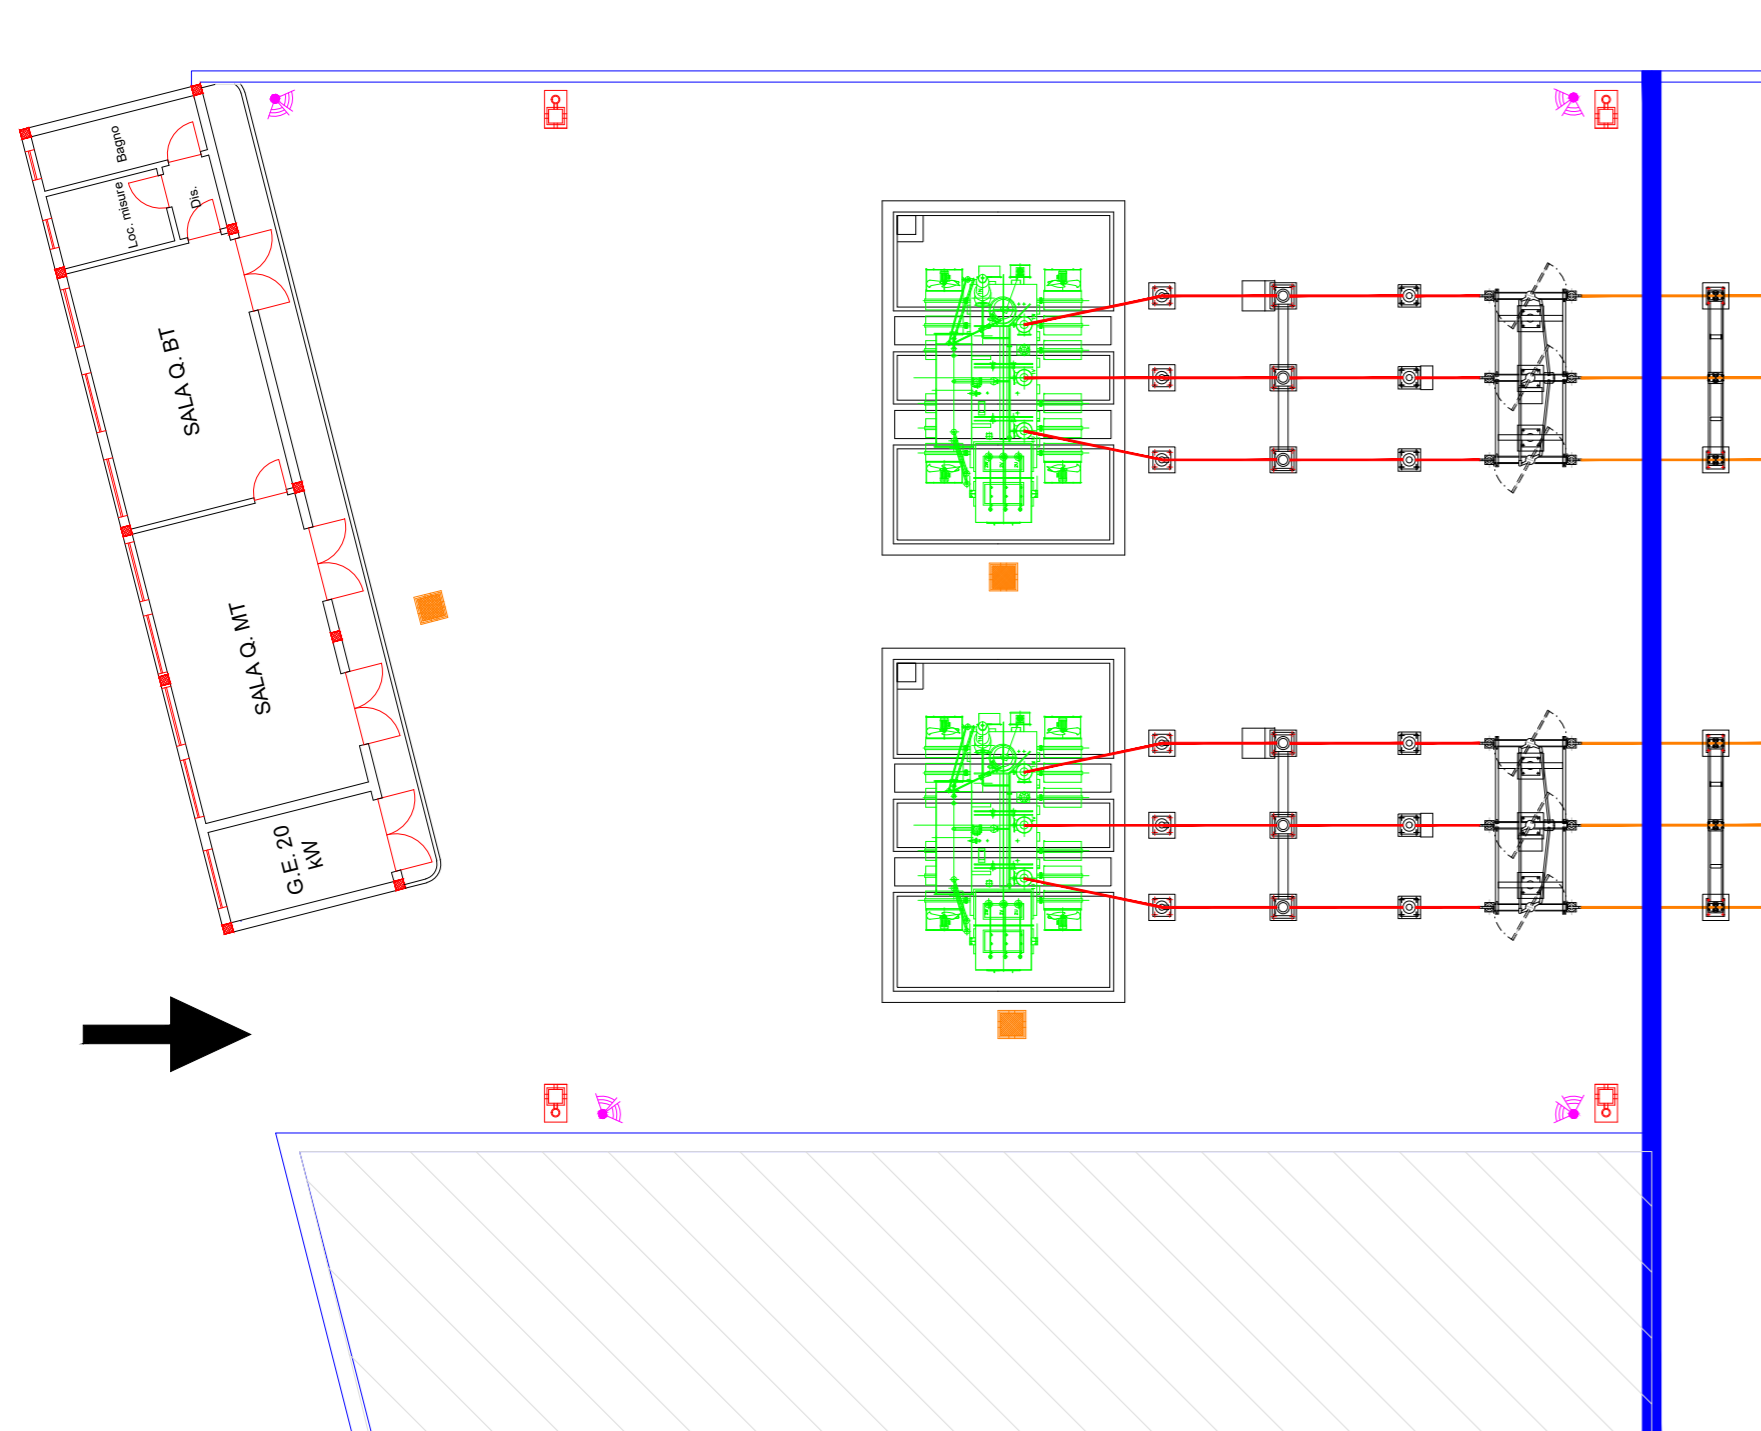 Bagno
Loc. misure
Dis.
SALA Q. BT
SALA Q. MT
G.E. 20
kW